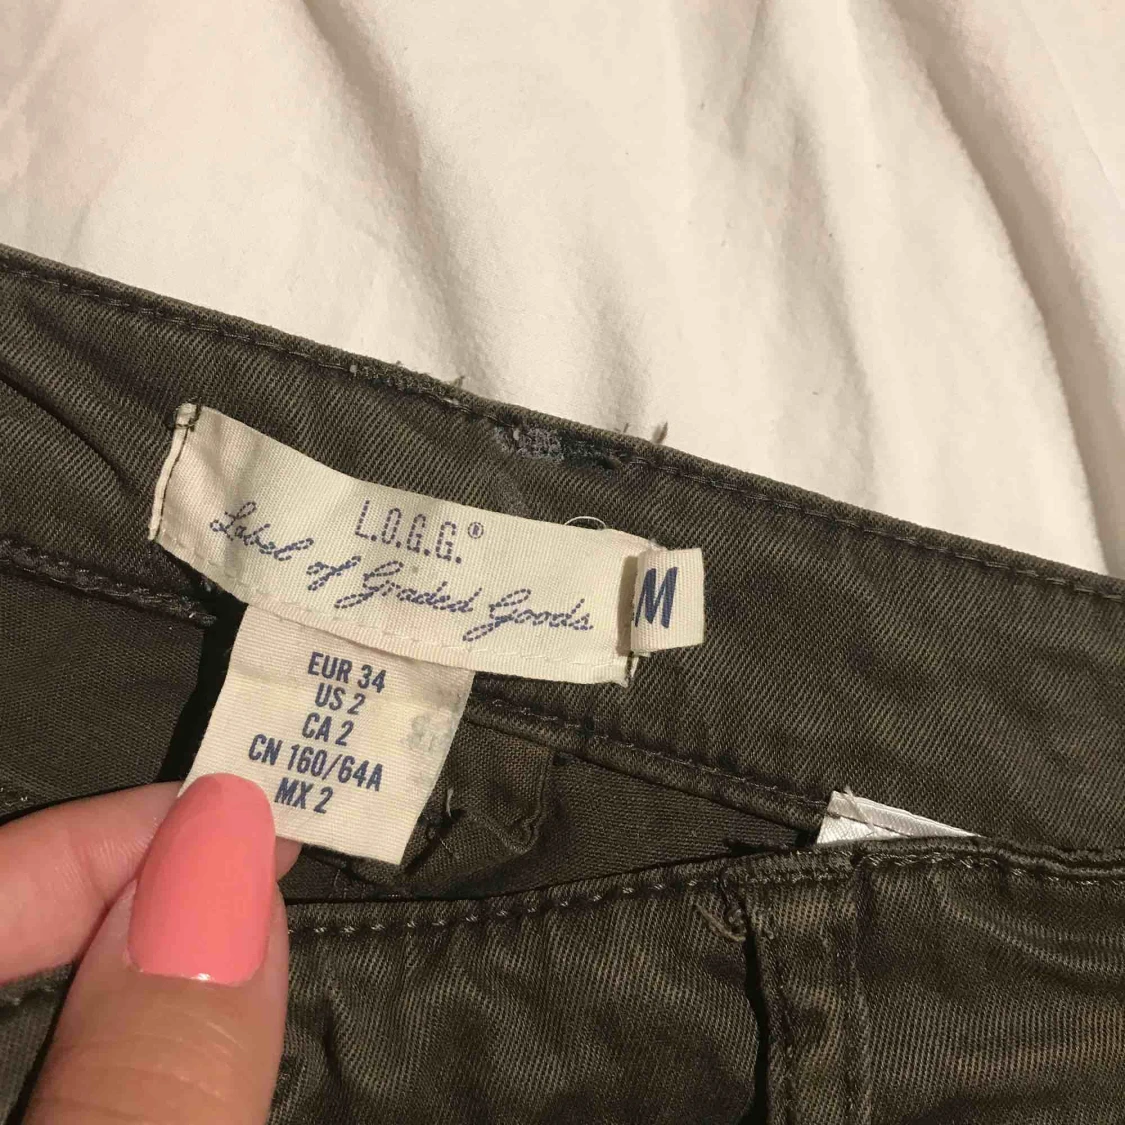 L.O.G.G.®
Label of Graded Goods
M
EUR 34
US 2
CA 2
CN 160/64A
MX 2